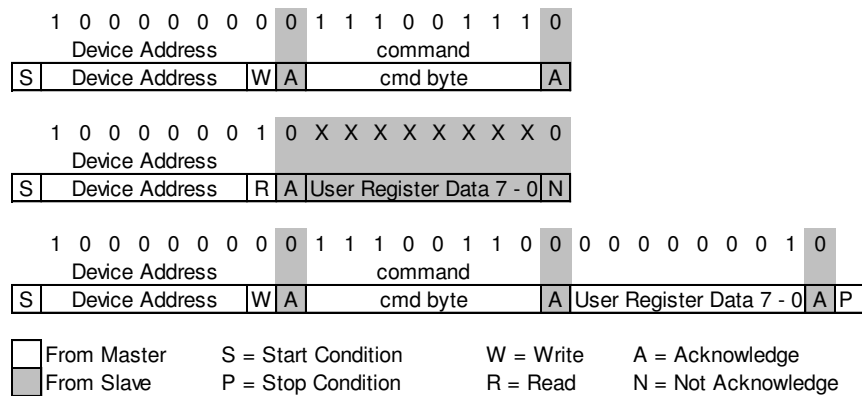 1 0 0 0 0 0 0 0 0 1 1 1 0 0 1 1 1 0
Device Address command
S Device Address W A cmd byte A
1 0 0 0 0 0 0 1 0 X X X X X X X X 0
Device Address
S Device Address R A User Register Data 7 - 0 N
1 0 0 0 0 0 0 0 0 1 1 1 0 0 1 1 0 0 0 0 0 0 0 0 0 1 0
Device Address command
S Device Address W A cmd byte A User Register Data 7 - 0 A P
From Master S = Start Condition W = Write A = Acknowledge
From Slave P = Stop Condition R = Read N = Not Acknowledge